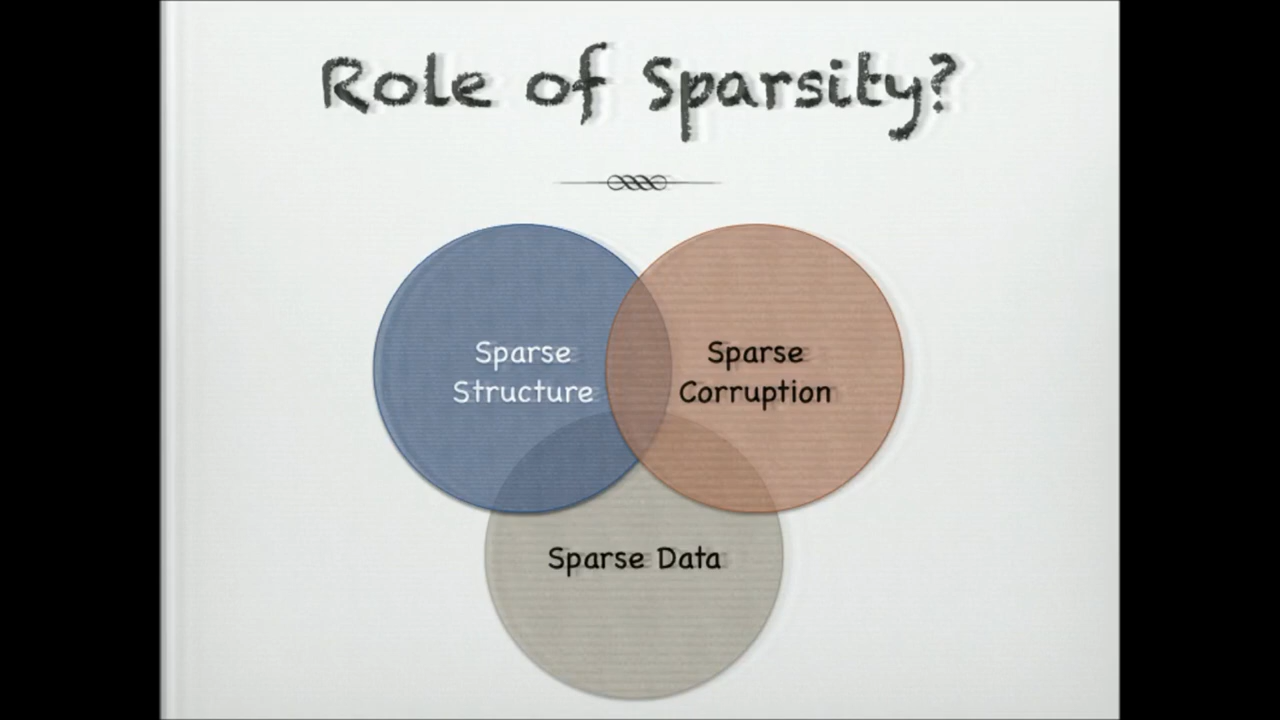 Role of Sparsity?
Sparse
Structure
Sparse
Corruption
Sparse Data